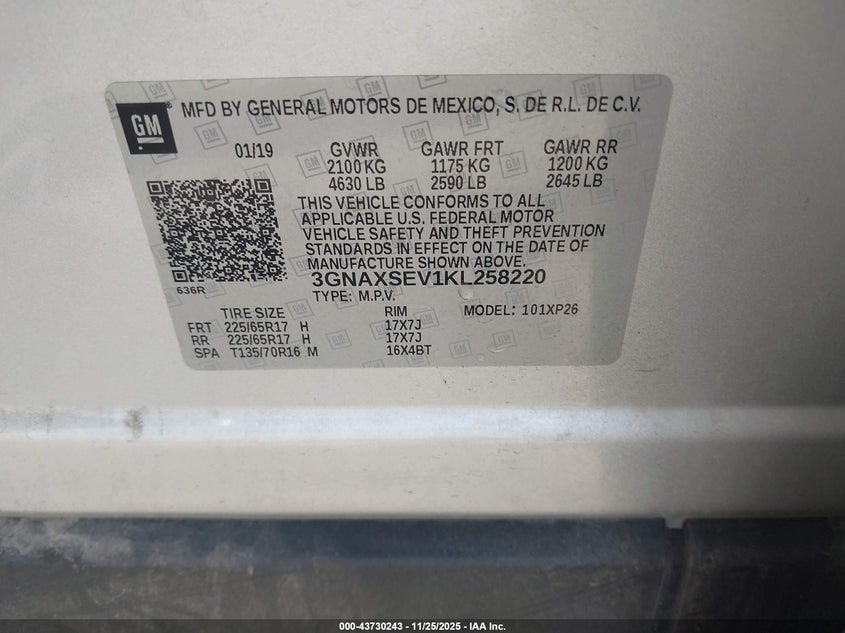 GM
MFD BY GENERAL MOTORS DE MEXICO, S. DE R.L. DE C.V.
01/19 GVWR GAWR FRT GAWR RR
2100 KG 1175 KG 1200 KG
4630 LB 2590 LB 2645 LB
THIS VEHICLE CONFORMS TO ALL
APPLICABLE U.S. FEDERAL MOTOR
VEHICLE SAFETY AND THEFT PREVENTION
STANDARDS IN EFFECT ON THE DATE OF
MANUFACTURE SHOWN ABOVE.
3GNAXSEV1KL258220
636R
TYPE: M.P.V.
TIRE SIZE RIM MODEL: 101XP26
FRT 225/65R17 H 17X7J
RR 225/65R17 H 17X7J
SPA T135/70R16 M 16X4BT
000-43730243 - 11/25/2025 - IAA Inc.